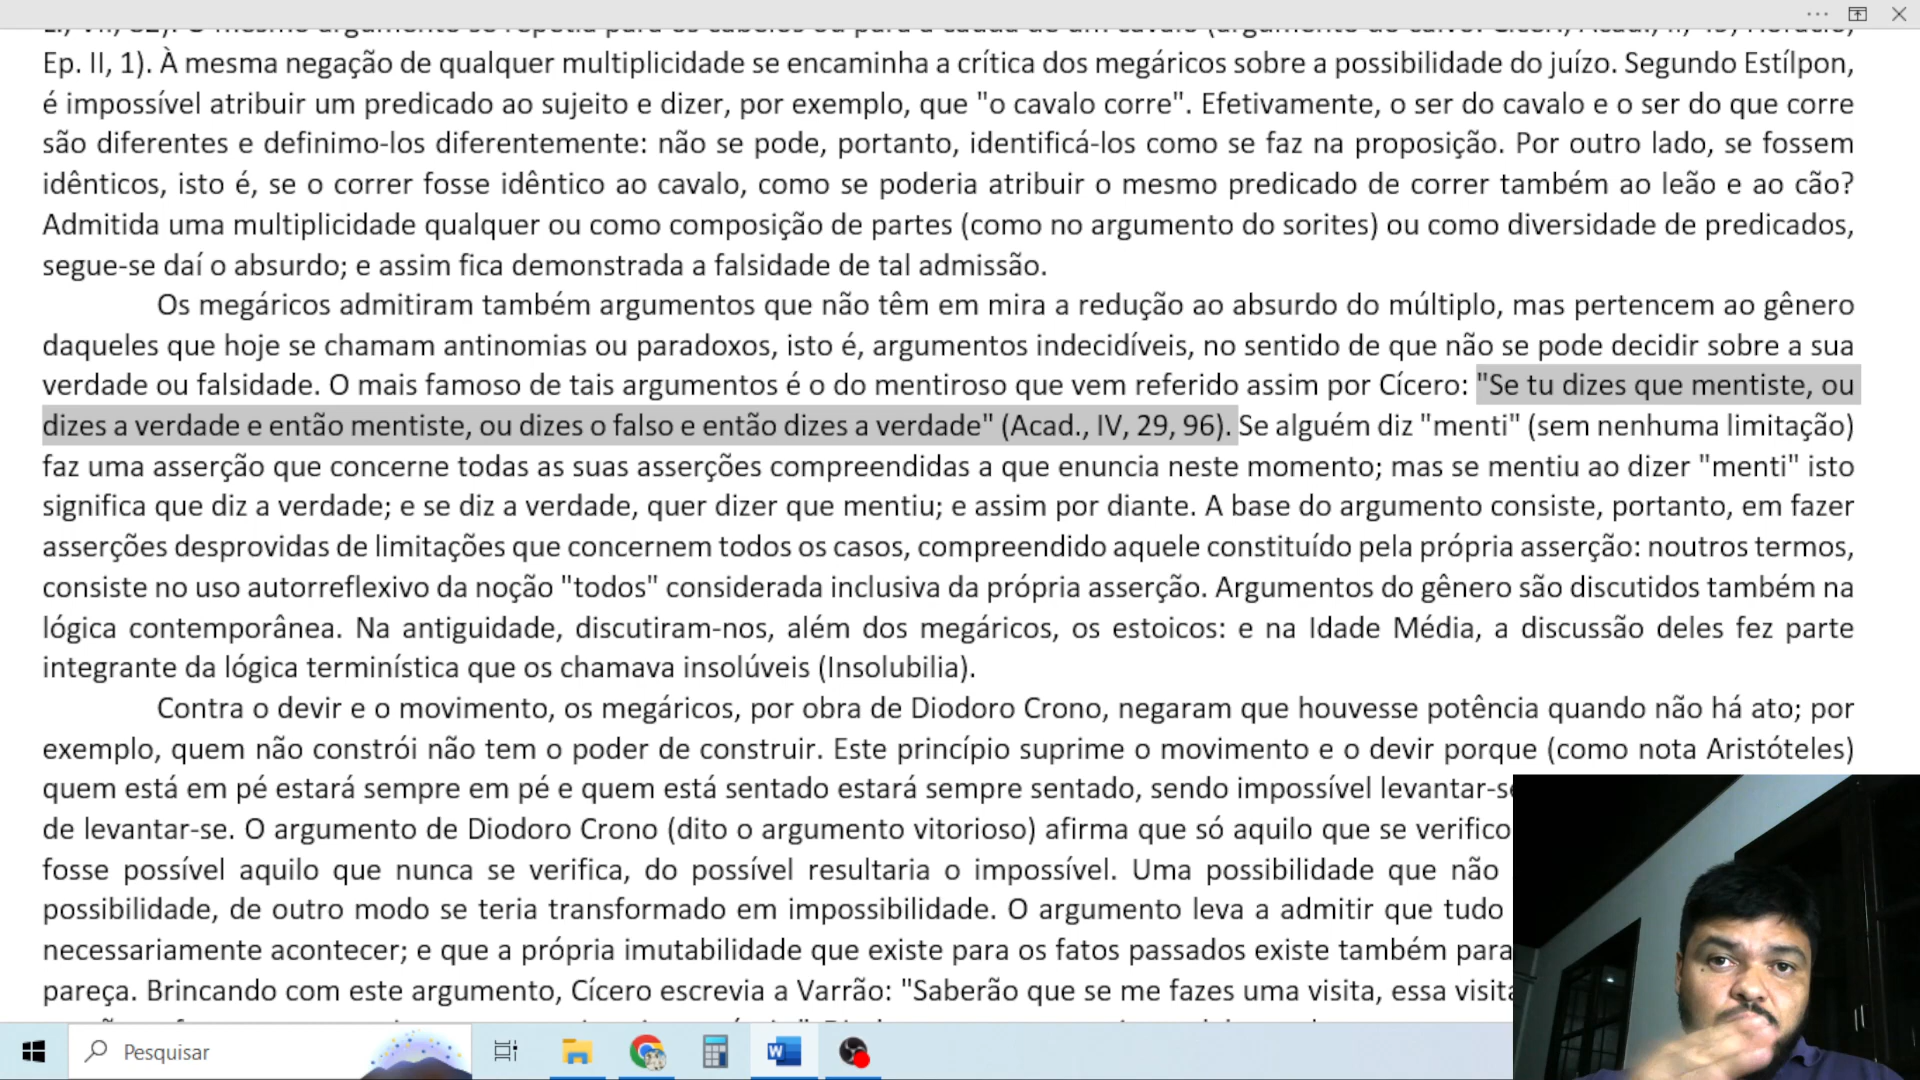 Ep. II, 1). À mesma negação de qualquer multiplicidade se encaminha a crítica dos megáricos sobre a possibilidade do juízo. Segundo Estílpon,
é impossível atribuir um predicado ao sujeito e dizer, por exemplo, que "o cavalo corre". Efetivamente, o ser do cavalo e o ser do que corre
são diferentes e definimo-los diferentemente: não se pode, portanto, identificá-los como se faz na proposição. Por outro lado, se fossem
idênticos, isto é, se o correr fosse idêntico ao cavalo, como se poderia atribuir o mesmo predicado de correr também ao leão e ao cão?
Admitida uma multiplicidade qualquer ou como composição de partes (como no argumento do sorites) ou como diversidade de predicados,
segue-se daí o absurdo; e assim fica demonstrada a falsidade de tal admissão.
Os megáricos admitiram também argumentos que não têm em mira a redução ao absurdo do múltiplo, mas pertencem ao gênero
daqueles que hoje se chamam antinomias ou paradoxos, isto é, argumentos indecidíveis, no sentido de que não se pode decidir sobre a sua
verdade ou falsidade. O mais famoso de tais argumentos é o do mentiroso que vem referido assim por Cícero: "Se tu dizes que mentiste, ou
dizes a verdade e então mentiste, ou dizes o falso e então dizes a verdade" (Acad., IV, 29, 96). Se alguém diz "menti" (sem nenhuma limitação)
faz uma asserção que concerne todas as suas asserções compreendidas a que enuncia neste momento; mas se mentiu ao dizer "menti" isto
significa que diz a verdade; e se diz a verdade, quer dizer que mentiu; e assim por diante. A base do argumento consiste, portanto, em fazer
asserções desprovidas de limitações que concernem todos os casos, compreendido aquele constituído pela própria asserção: noutros termos,
consiste no uso autorreflexivo da noção "todos" considerada inclusiva da própria asserção. Argumentos do gênero são discutidos também na
lógica contemporânea. Na antiguidade, discutiram-nos, além dos megáricos, os estoicos: e na Idade Média, a discussão deles fez parte
integrante da lógica terminística que os chamava insolúveis (Insolubilia).
Contra o devir e o movimento, os megáricos, por obra de Diodoro Crono, negaram que houvesse potência quando não há ato; por
exemplo, quem não constrói não tem o poder de construir. Este princípio suprime o movimento e o devir porque (como nota Aristóteles)
quem está em pé estará sempre em pé e quem está sentado estará sempre sentado, sendo impossível levantar-se
de levantar-se. O argumento de Diodoro Crono (dito o argumento vitorioso) afirma que só aquilo que se verifico
fosse possível aquilo que nunca se verifica, do possível resultaria o impossível. Uma possibilidade que não
possibilidade, de outro modo se teria transformado em impossibilidade. O argumento leva a admitir que tudo
necessariamente acontecer; e que a própria imutabilidade que existe para os fatos passados existe também para
pareça. Brincando com este argumento, Cícero escrevia a Varrão: "Saberão que se me fazes uma visita, essa visita
Pesquisar